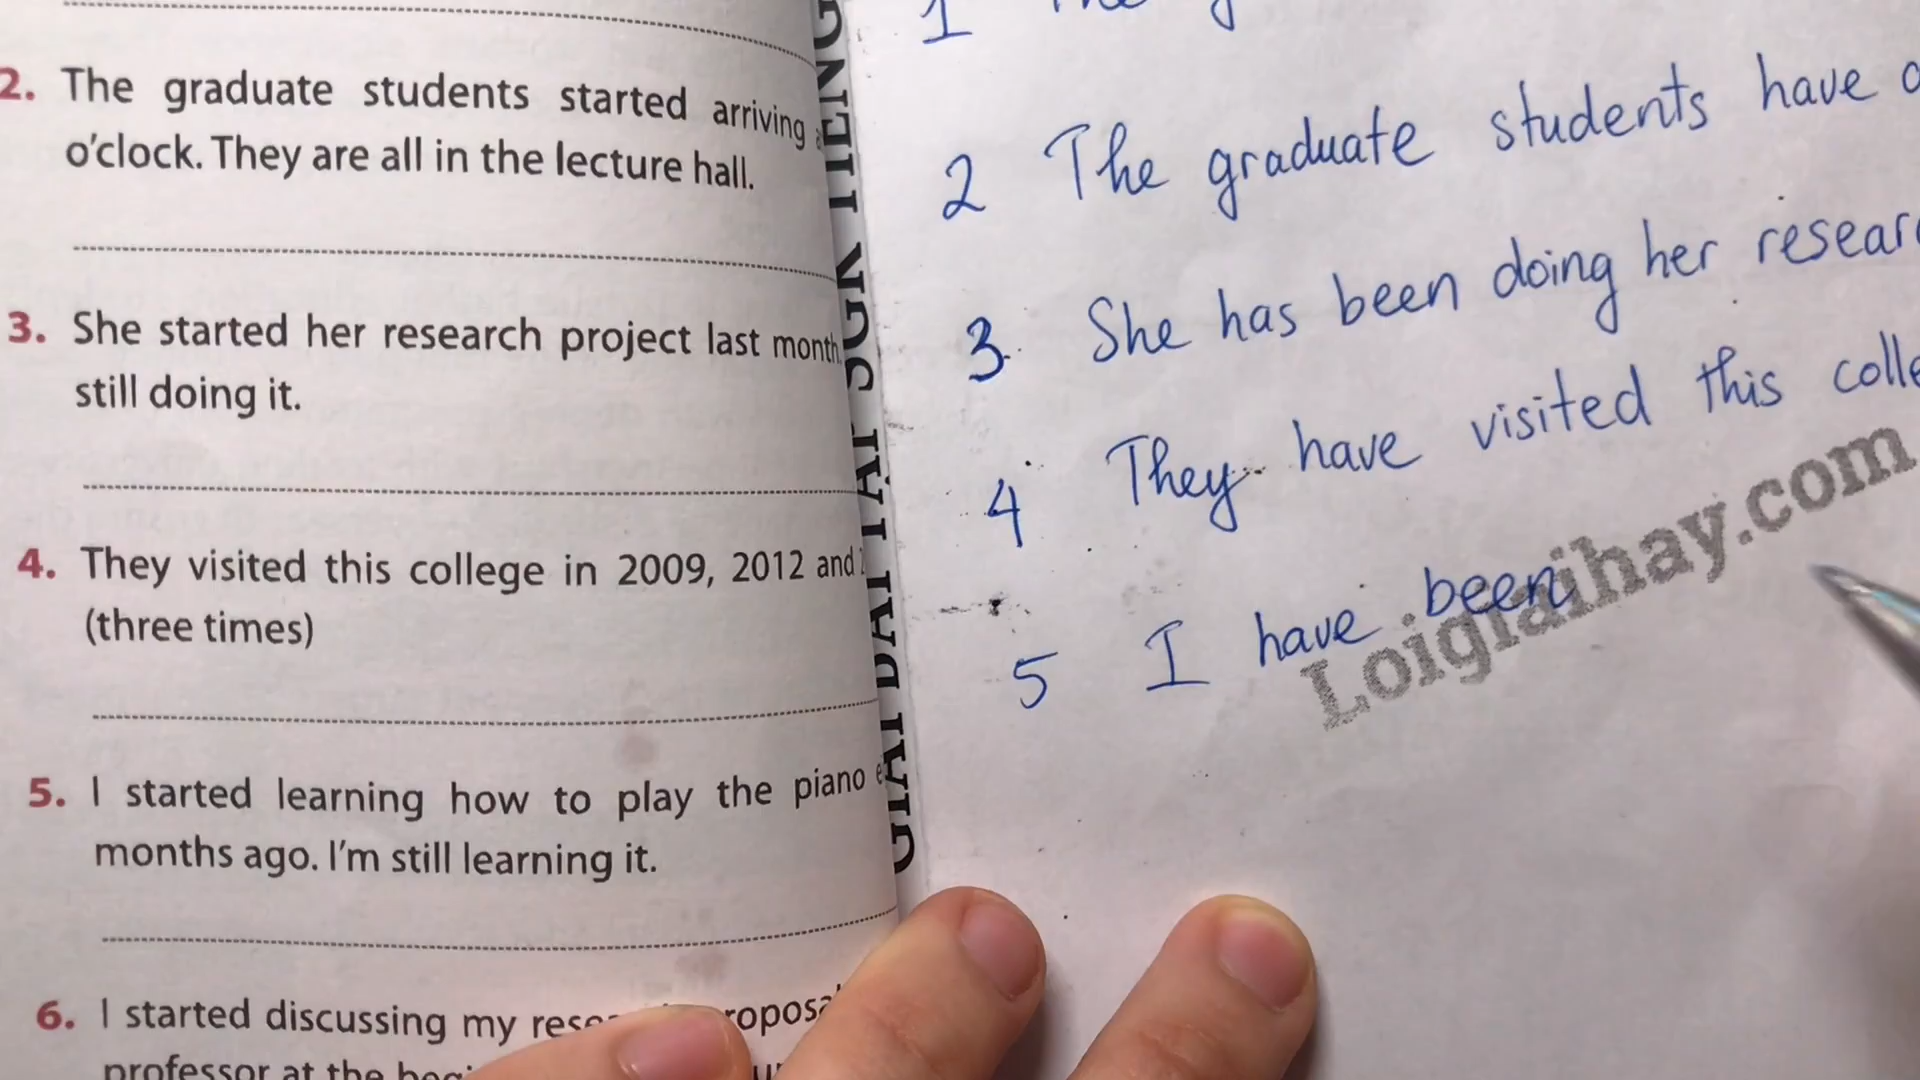 2. The graduate students started arriving
o'clock. They are all in the lecture hall.
3. She started her research project last month
still doing it.
4. They visited this college in 2009, 2012 and
(three times)
5. I started learning how to play the piano
months ago. I'm still learning it.
6. I started discussing my
professor at the
GIẢI BÀI TẬP SGK TIẾNG
1 The
2 The graduate students have
3. She has been doing her
4 They have visited this
5 I have been
Loigiaihay.com